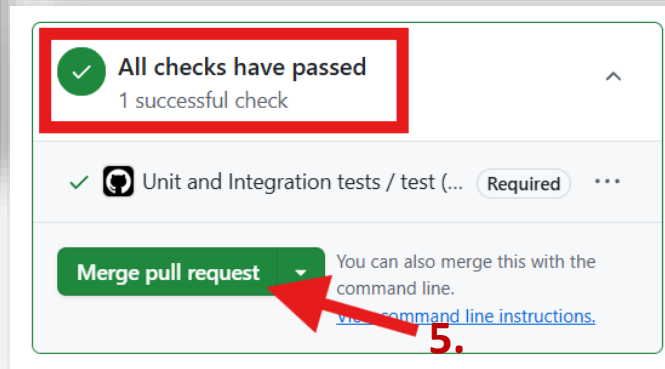 All checks have passed
1 successful check
Unit and Integration tests / test (... Required ...
Merge pull request
You can also merge this with the
command line.
command line instructions.
5.